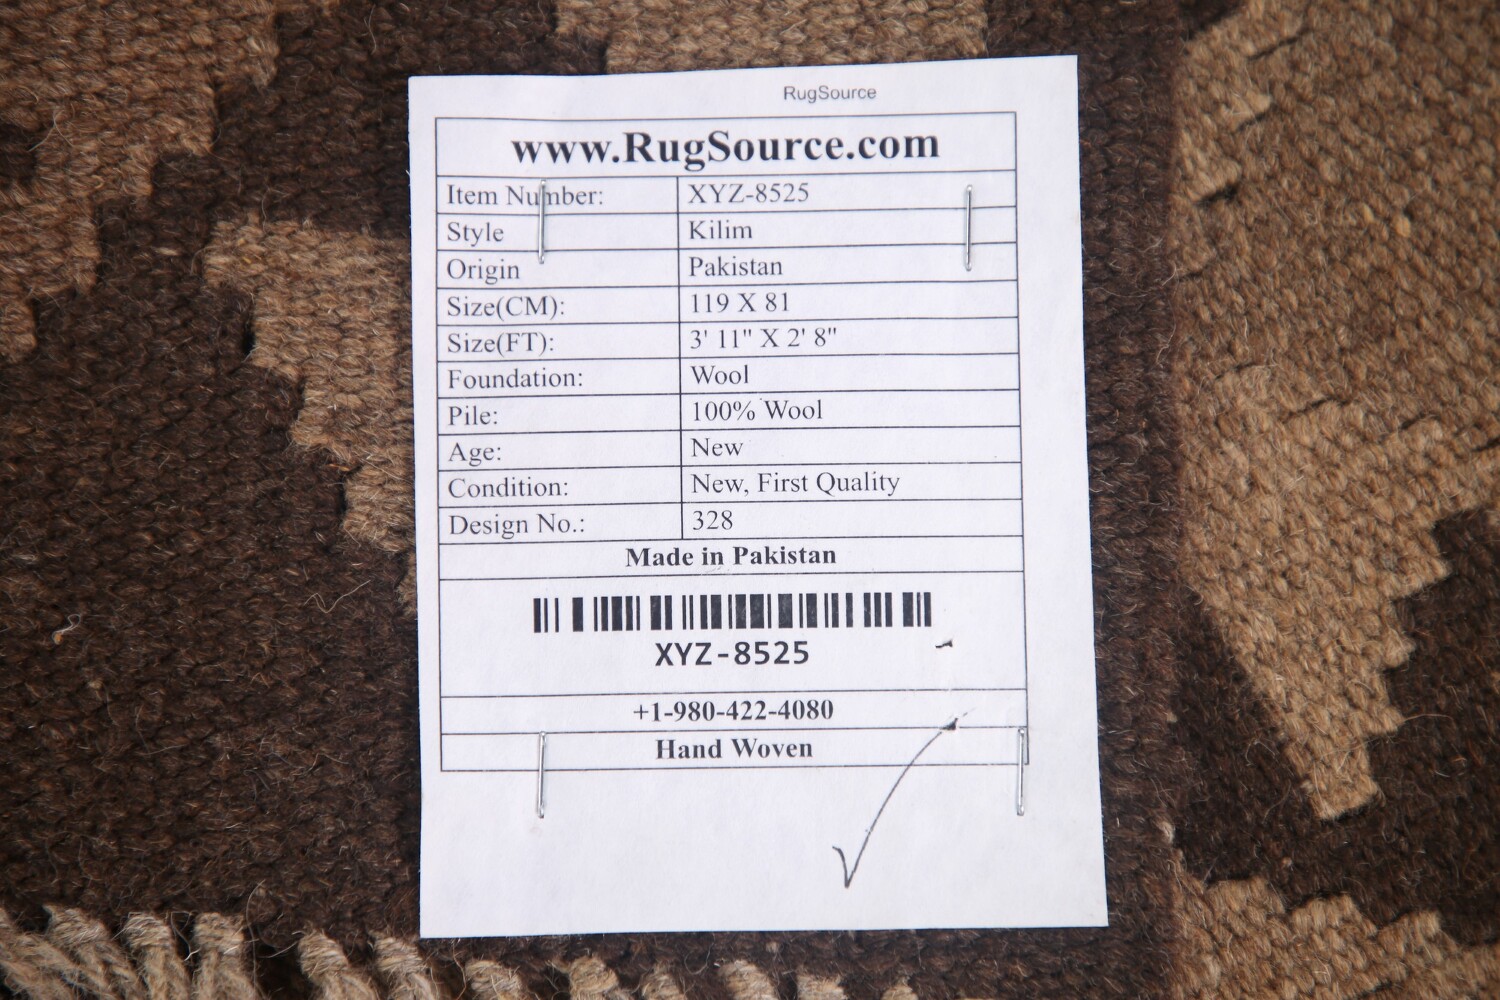 RugSource
www.RugSource.com
Item Number: XYZ-8525
Style Kilim
Origin Pakistan
Size(CM): 119 X 81
Size(FT): 3' 11" X 2' 8"
Foundation: Wool
Pile: 100% Wool
Age: New
Condition: New, First Quality
Design No.: 328
Made in Pakistan
XYZ-8525
+1-980-422-4080
Hand Woven